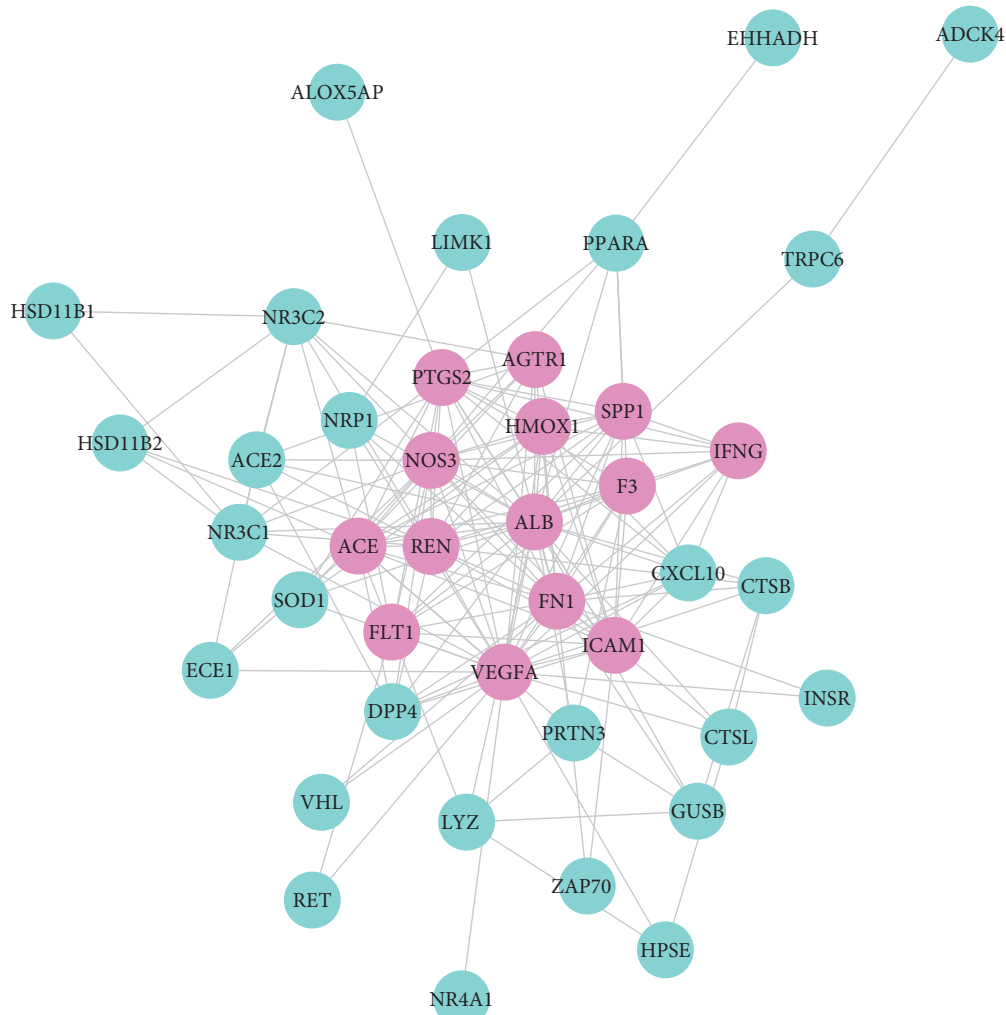 EHHADH
ADCK4
ALOX5AP
LIMK1
PPARA
TRPC6
HSD11B1
NR3C2
AGTR1
PTGS2
SPP1
NRP1
HMOX1
HSD11B2
IFNG
ACE2
NOS3
F3
ALB
NR3C1
ACE
REN
CXCL10
CTSB
SOD1
FN1
FLT1
ICAM1
ECE1
VEGFA
INSR
DPP4
PRTN3
CTSL
VHL
LYZ
GUSB
ZAP70
RET
HPSE
NR4A1